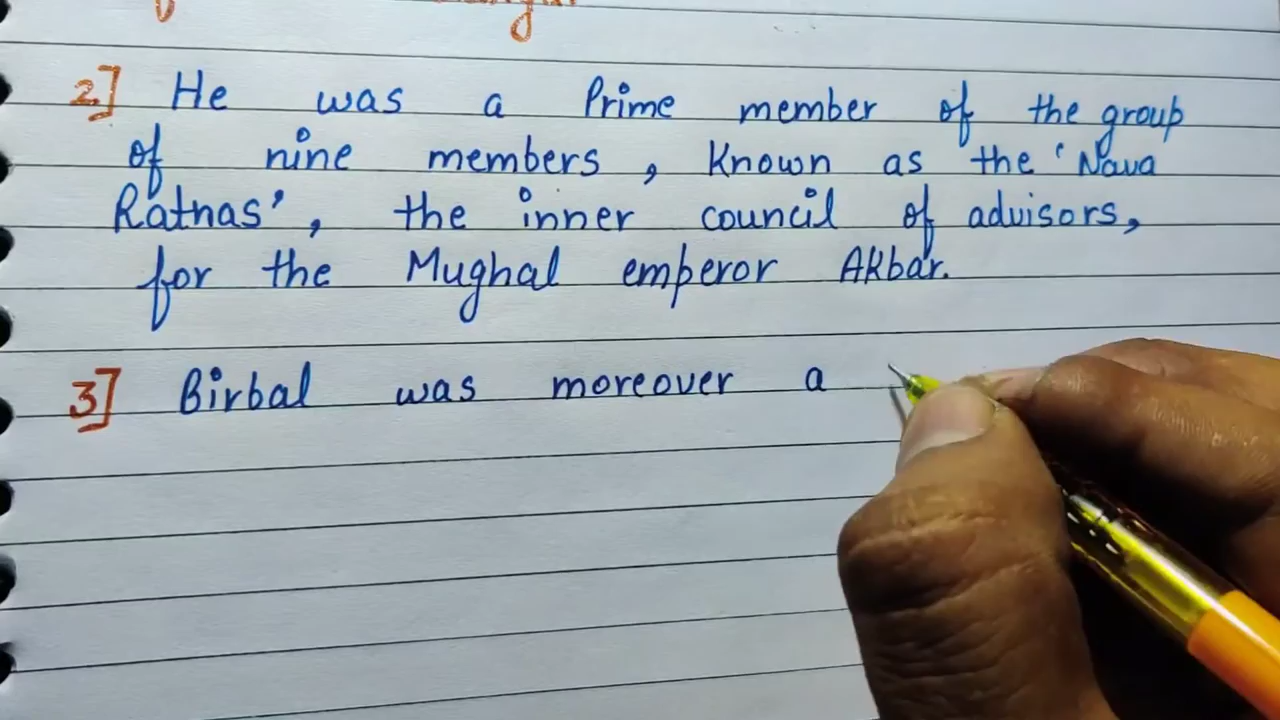 2] He was a Prime member of the group
of nine members, Known as the 'Nava
Ratnas', the inner council of advisors,
for the Mughal emperor Akbar.
3] Birbal was moreover a